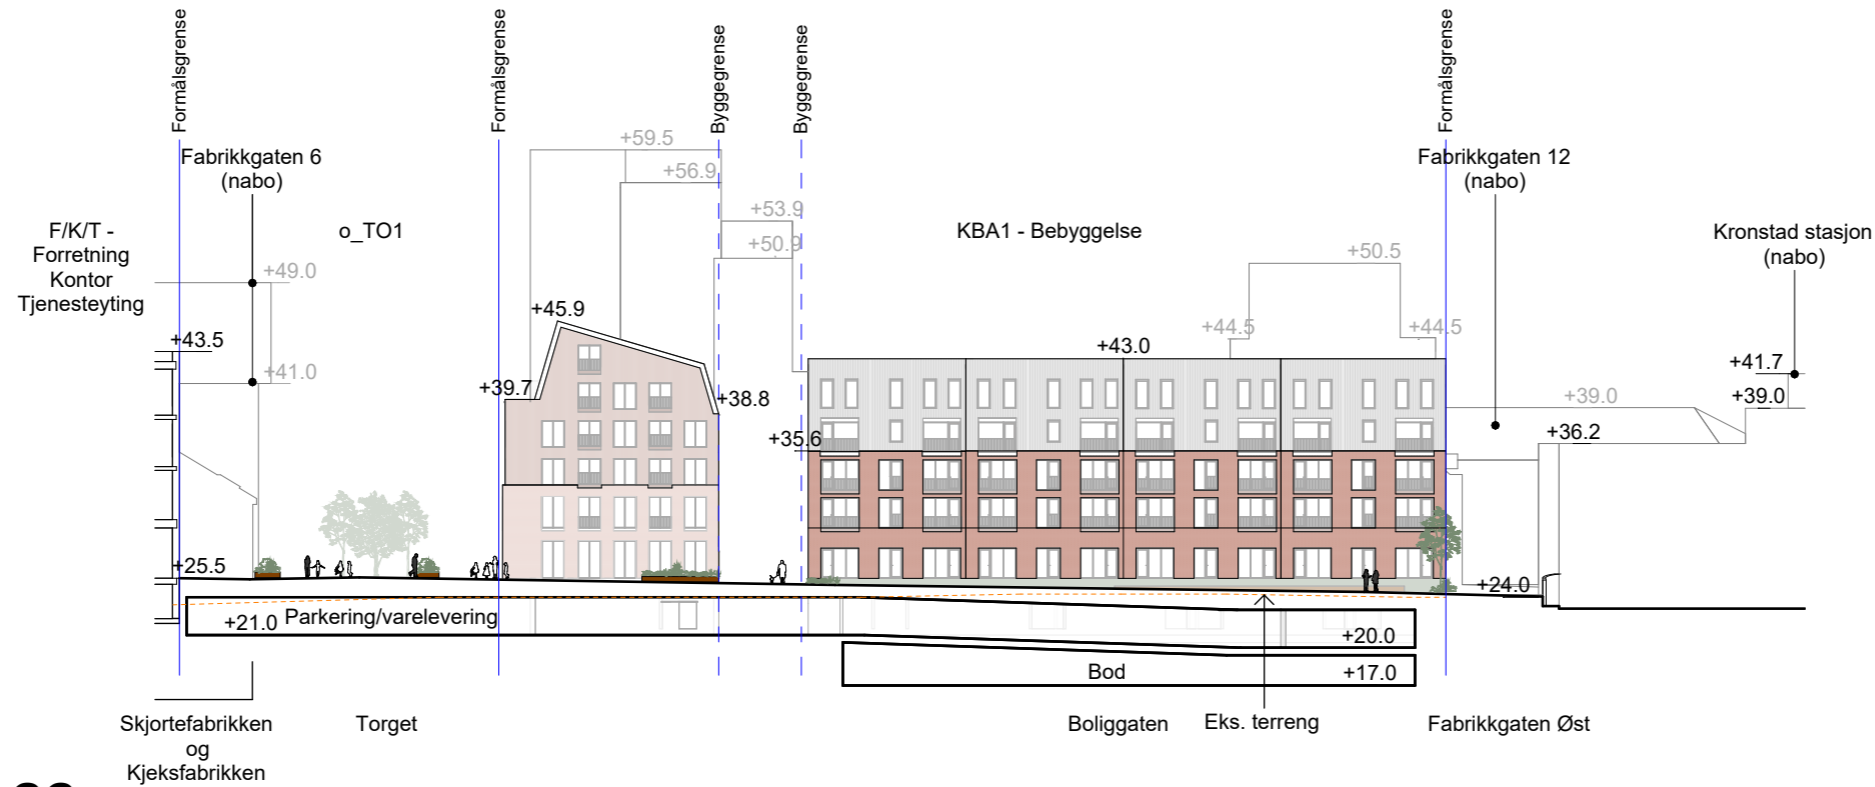 Formålsgrense
Formålsgrense
Byggegrense
Byggegrense
Formålsgrense
Fabrikkgaten 6
(nabo)
+59.5
+56.9
Fabrikkgaten 12
(nabo)
F/K/T -
Forretning
Kontor
Tjenesteyting
o_TO1
+53.9
+50.9
KBA1 - Bebyggelse
+50.5
Kronstad stasjon
(nabo)
+49.0
+45.9
+44.5
+44.5
+43.5
+43.0
+41.0
+41.7
+39.7
+38.8
+39.0
+39.0
+35.6
+36.2
+25.5
+24.0
+21.0
Parkering/varelevering
+20.0
Bod
+17.0
Skjortefabrikken
og
Kjeksfabrikken
Torget
Boliggaten
Eks. terreng
Fabrikkgaten Øst